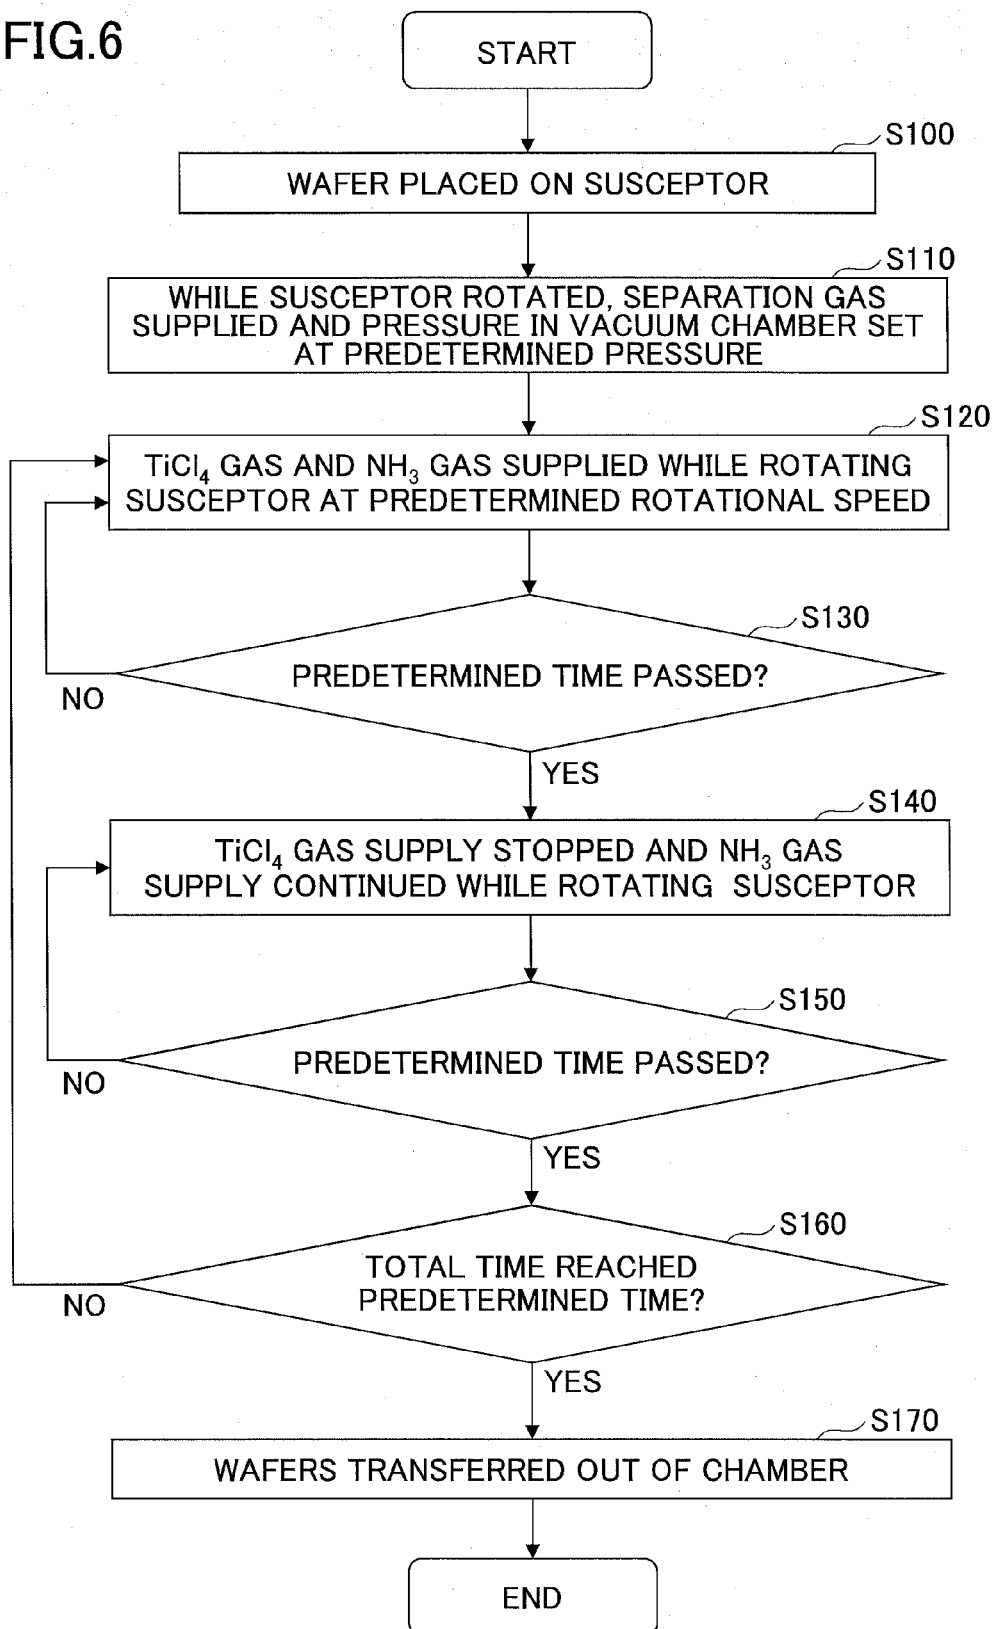 FIG.6
START
S100
WAFER PLACED ON SUSCEPTOR
S110
WHILE SUSCEPTOR ROTATED, SEPARATION GAS
SUPPLIED AND PRESSURE IN VACUUM CHAMBER SET
AT PREDETERMINED PRESSURE
S120
TiCl₄ GAS AND NH₃ GAS SUPPLIED WHILE ROTATING
SUSCEPTOR AT PREDETERMINED ROTATIONAL SPEED
S130
PREDETERMINED TIME PASSED?
NO
YES
S140
TiCl₄ GAS SUPPLY STOPPED AND NH₃ GAS
SUPPLY CONTINUED WHILE ROTATING SUSCEPTOR
S150
PREDETERMINED TIME PASSED?
NO
YES
S160
TOTAL TIME REACHED
PREDETERMINED TIME?
NO
YES
S170
WAFERS TRANSFERRED OUT OF CHAMBER
END